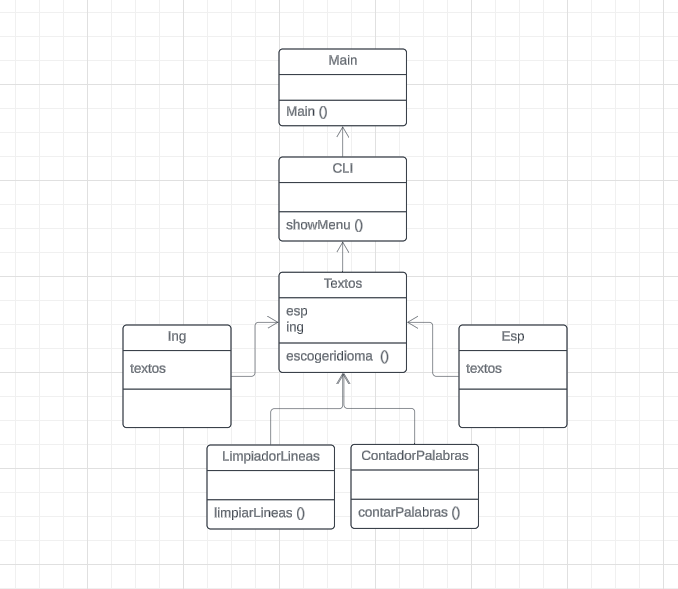 Main
Main ()
CLI
showMenu ()
Textos
esp
ing
escogeridioma ()
Ing
textos
Esp
textos
LimpiadorLineas
limpiarLineas ()
ContadorPalabras
contarPalabras ()